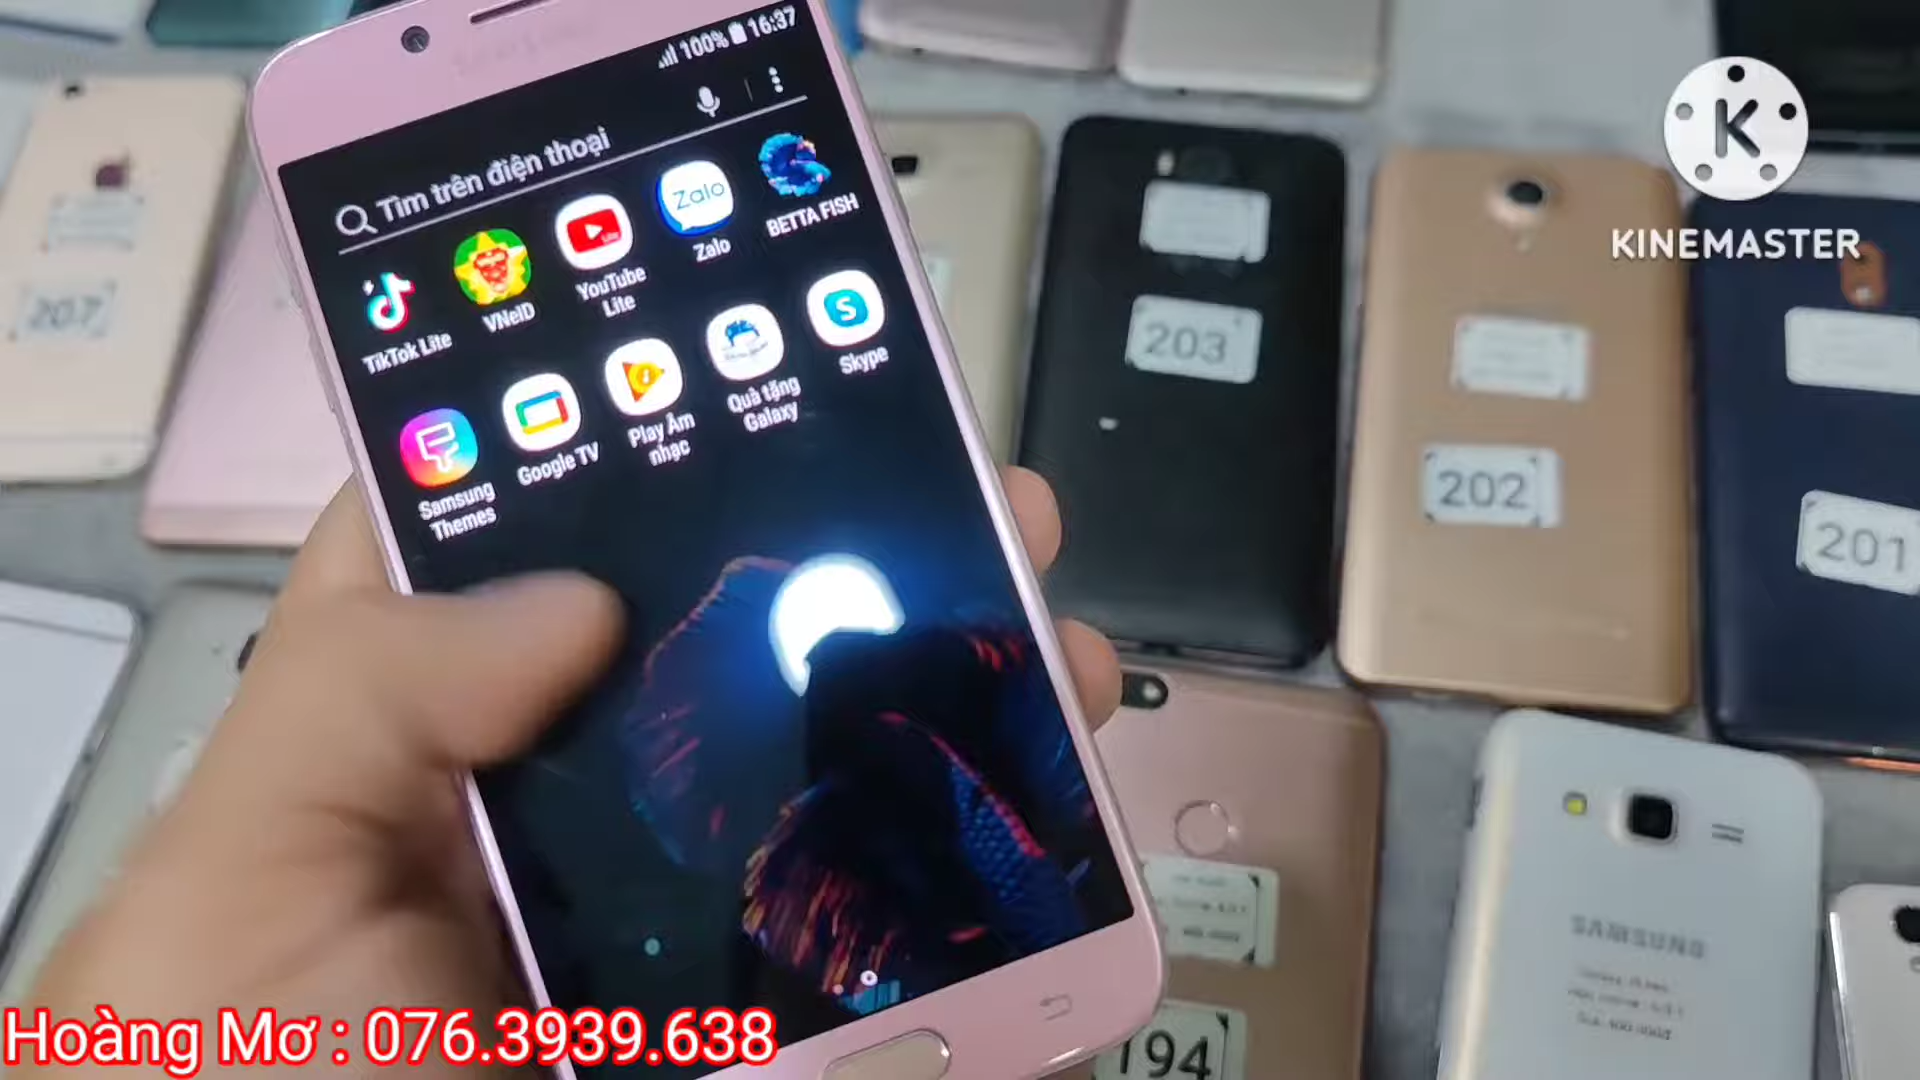 100% 16:37
Tìm trên điện thoại
TikTok Lite
VNeID
YouTube
Lite
Zalo
Zalo
BETTA FISH
Samsung
Themes
Google TV
Play Âm
nhạc
Quà tặng
Galaxy
S
Skype
K
KINEMASTER
207
203
202
201
SAMSUNG
194
Hoàng Mơ : 076.3939.638